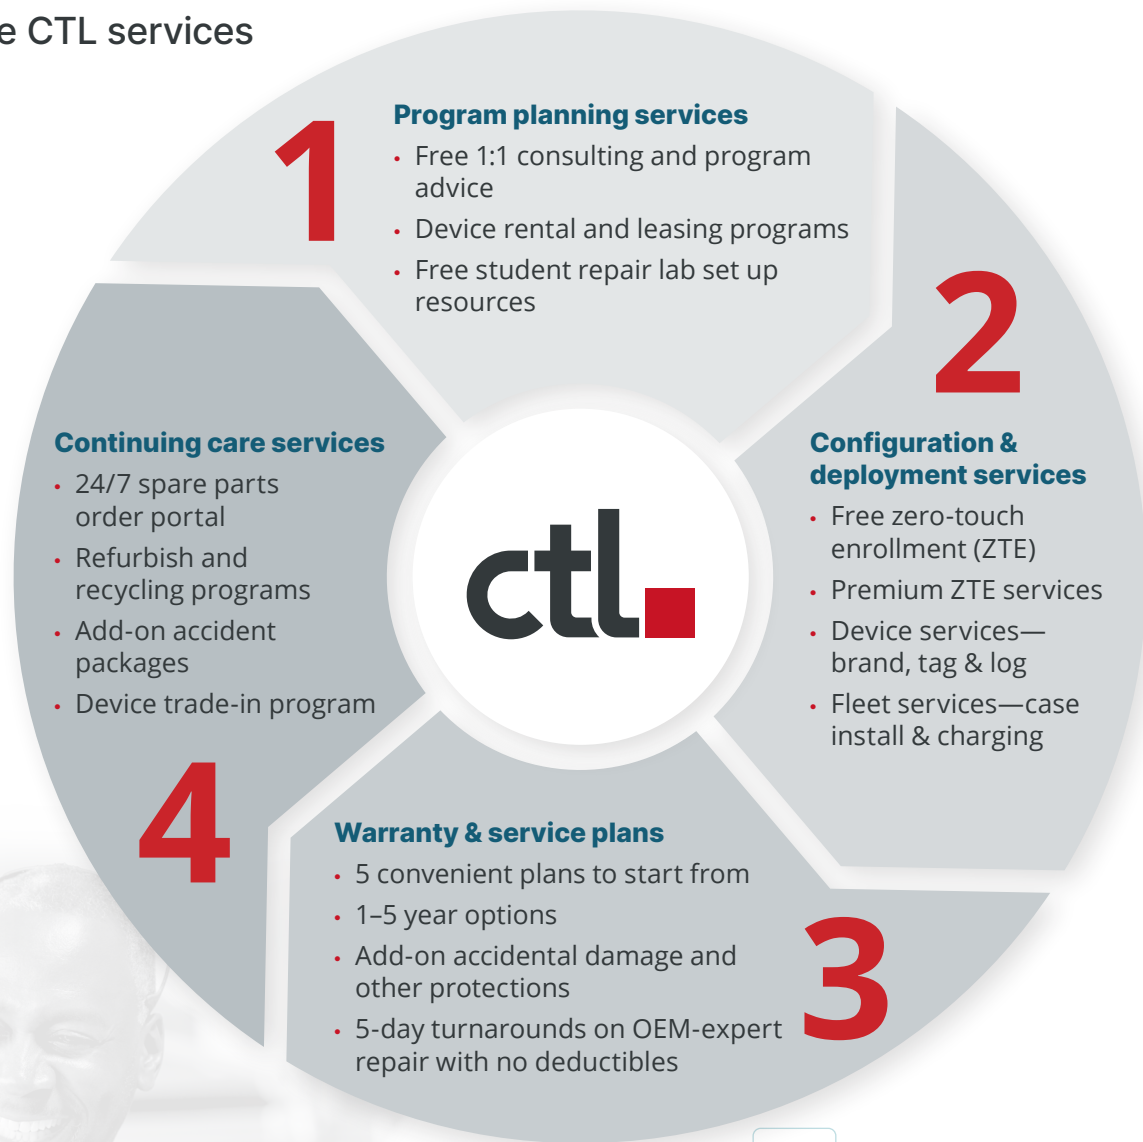 e CTL services
1
Program planning services
• Free 1:1 consulting and program
advice
• Device rental and leasing programs
• Free student repair lab set up
resources
2
Configuration &
deployment services
• Free zero-touch
enrollment (ZTE)
• Premium ZTE services
• Device services—
brand, tag & log
• Fleet services—case
install & charging
3
Warranty & service plans
• 5 convenient plans to start from
• 1–5 year options
• Add-on accidental damage and
other protections
• 5-day turnarounds on OEM-expert
repair with no deductibles
4
Continuing care services
• 24/7 spare parts
order portal
• Refurbish and
recycling programs
• Add-on accident
packages
• Device trade-in program
ctl